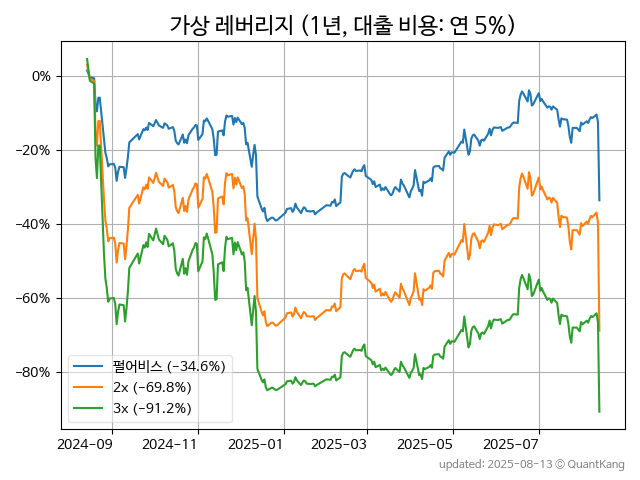 가상 레버리지 (1년, 대출 비용: 연 5%)
0%
−20%
−40%
−60%
−80%
펄어비스 (−34.6%)
2x (−69.8%)
3x (−91.2%)
2024-09
2024-11
2025-01
2025-03
2025-05
2025-07
updated: 2025-08-13 © QuantKang